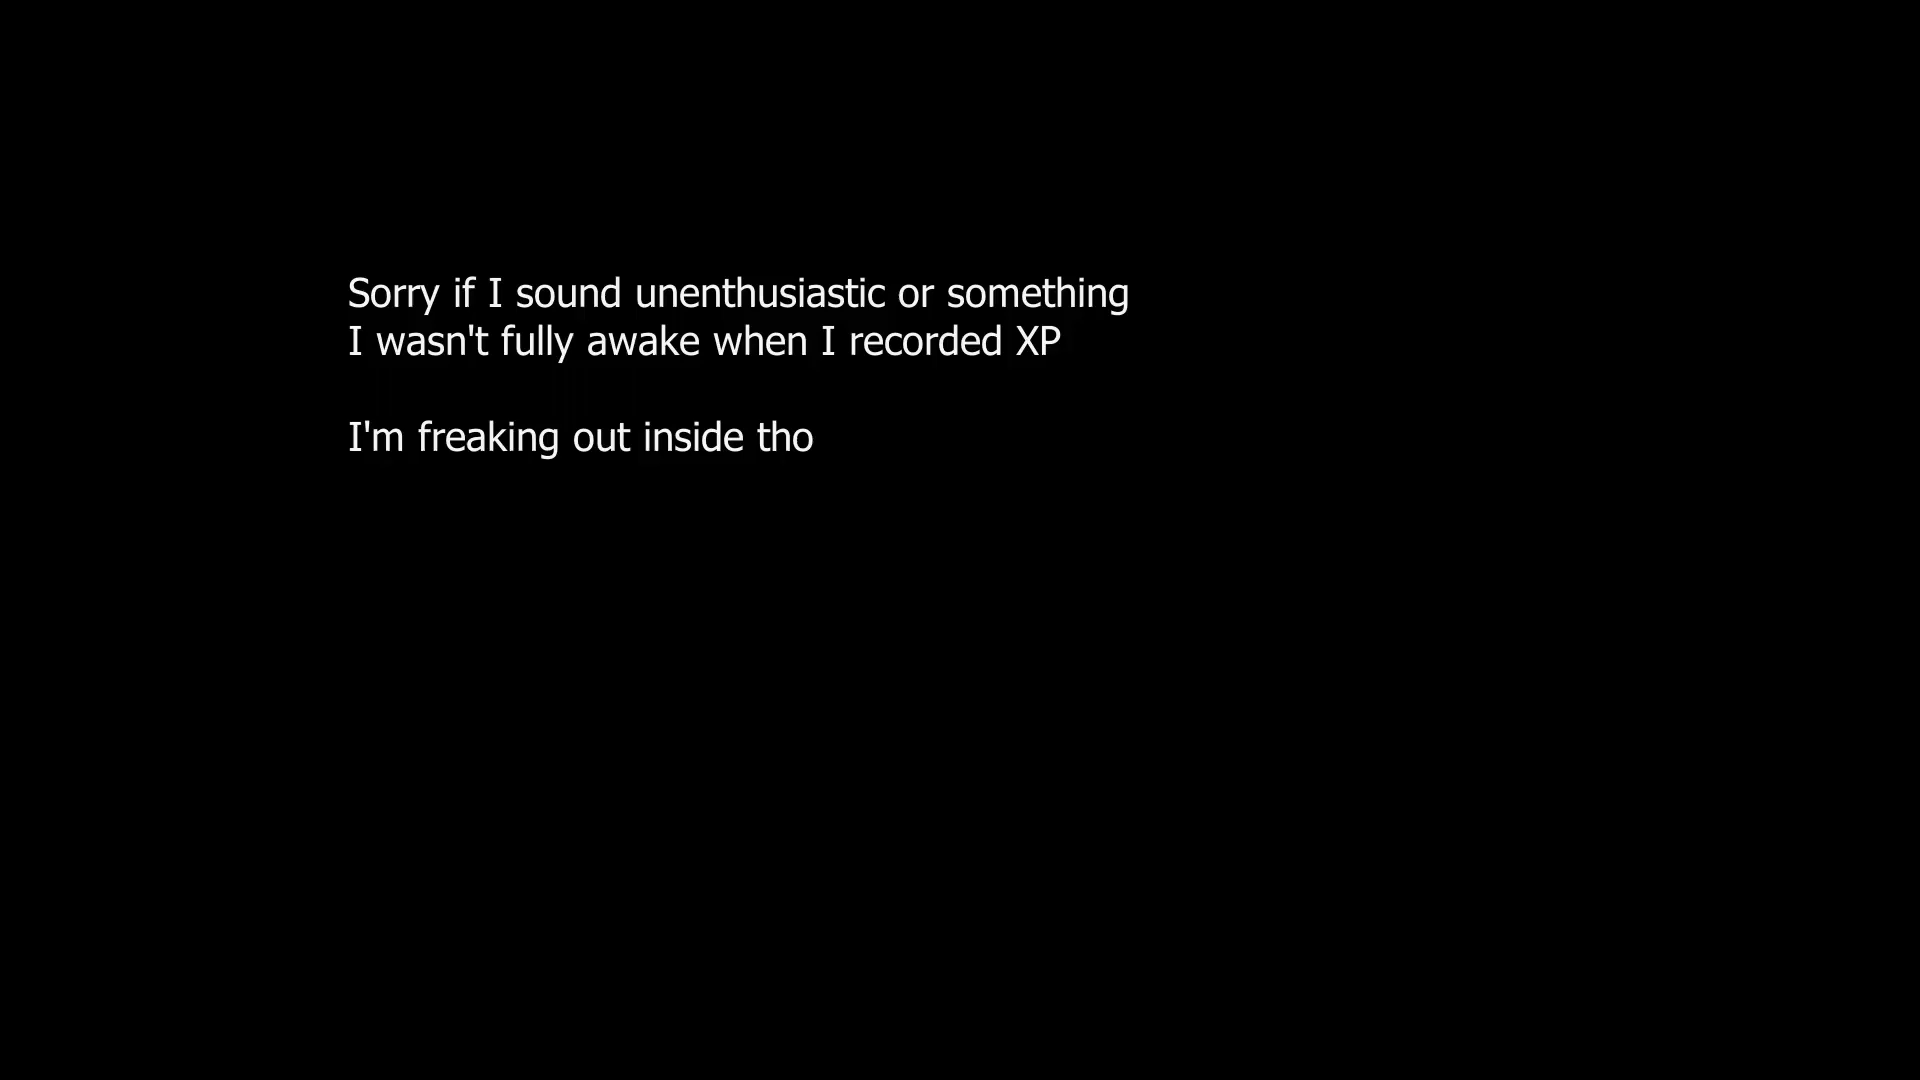 Sorry if I sound unenthusiastic or something
I wasn't fully awake when I recorded XP
I'm freaking out inside tho